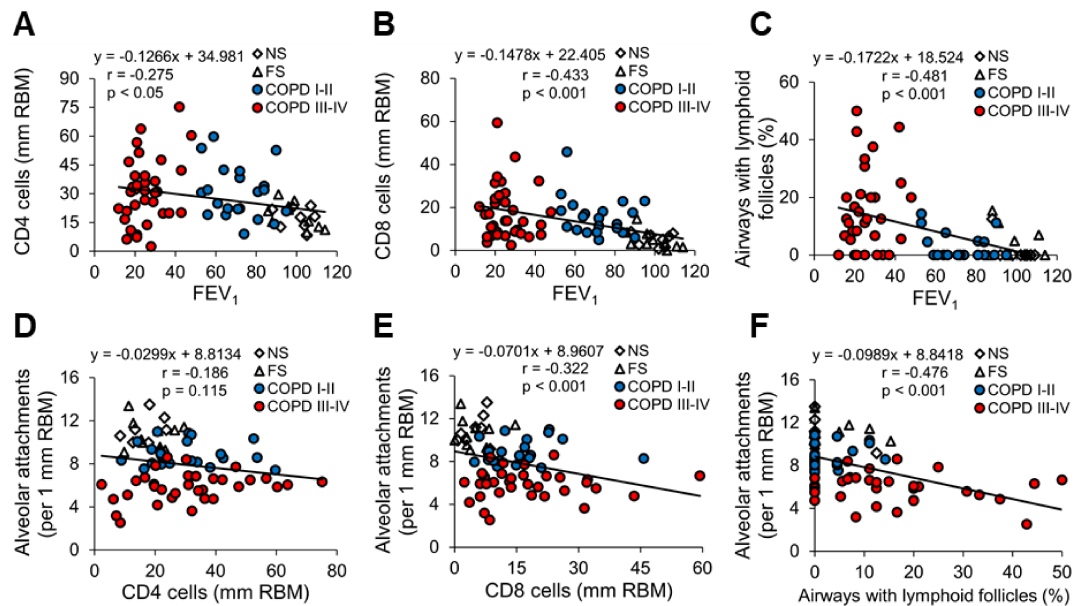 A
y = -0.1266x + 34.981
r = -0.275
p < 0.05
NS
FS
COPD I-II
COPD III-IV
CD4 cells (mm RBM)
90
75
60
45
30
15
0
0 20 40 60 80 100 120
FEV1
B
y = -0.1478x + 22.405
r = -0.433
p < 0.001
NS
FS
COPD I-II
COPD III-IV
CD8 cells (mm RBM)
80
60
40
20
0
0 20 40 60 80 100 120
FEV1
C
y = -0.1722x + 18.524
r = -0.481
p < 0.001
NS
FS
COPD I-II
COPD III-IV
Airways with lymphoid
follicles (%)
60
40
20
0
0 20 40 60 80 100 120
FEV1
D
y = -0.0299x + 8.8134
r = -0.186
p = 0.115
NS
FS
COPD I-II
COPD III-IV
Alveolar attachments
(per 1 mm RBM)
16
12
8
4
0
0 20 40 60 80
CD4 cells (mm RBM)
E
y = -0.0701x + 8.9607
r = -0.322
p < 0.001
NS
FS
COPD I-II
COPD III-IV
Alveolar attachments
(per 1 mm RBM)
16
12
8
4
0
0 15 30 45 60
CD8 cells (mm RBM)
F
y = -0.0989x + 8.8418
r = -0.476
p < 0.001
NS
FS
COPD I-II
COPD III-IV
Alveolar attachments
(per 1 mm RBM)
16
12
8
4
0
0 10 20 30 40 50
Airways with lymphoid follicles (%)